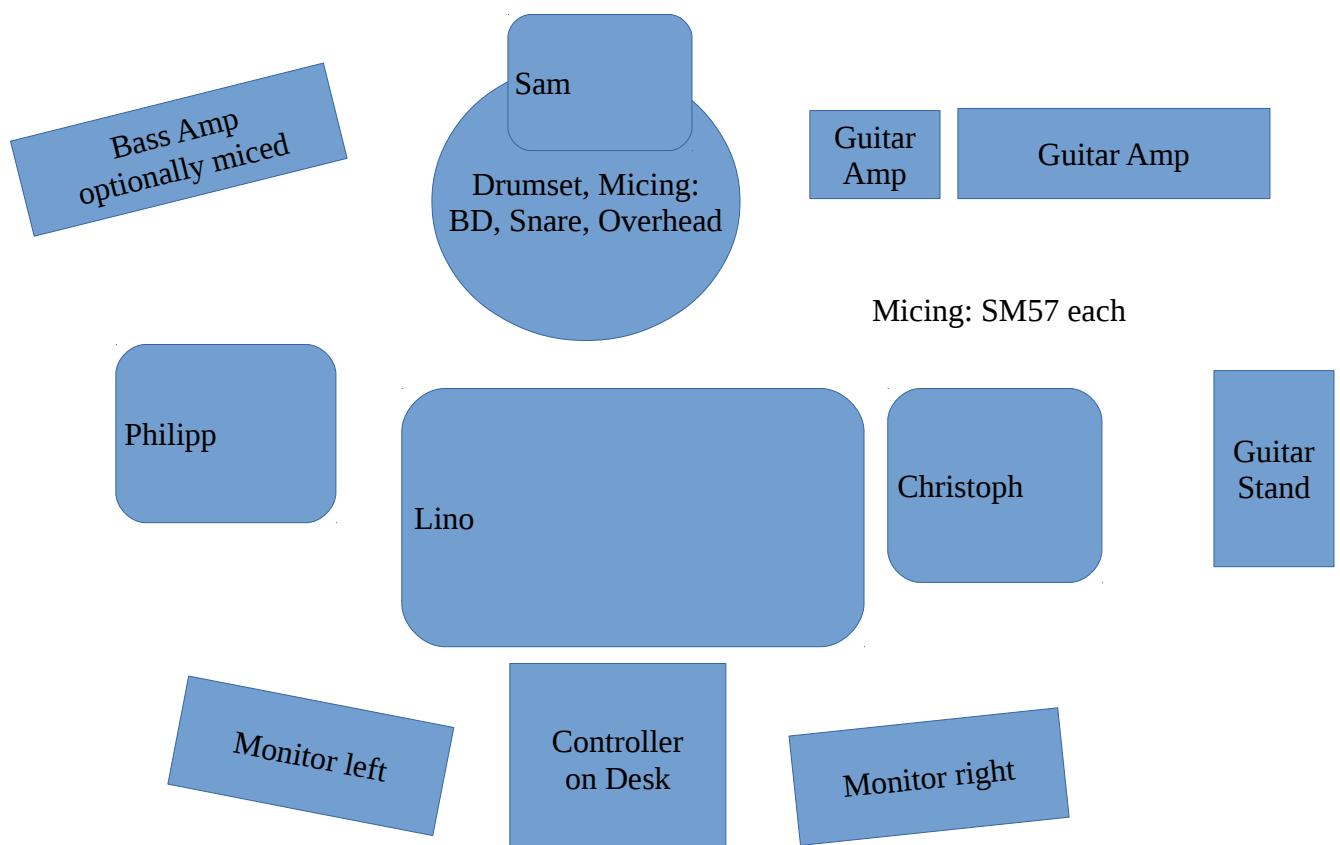 Sam
Bass Amp
optionally miced
Guitar
Amp
Guitar Amp
Drumset, Micing:
BD, Snare, Overhead
Micing: SM57 each
Philipp
Lino
Christoph
Guitar
Stand
Monitor left
Controller
on Desk
Monitor right